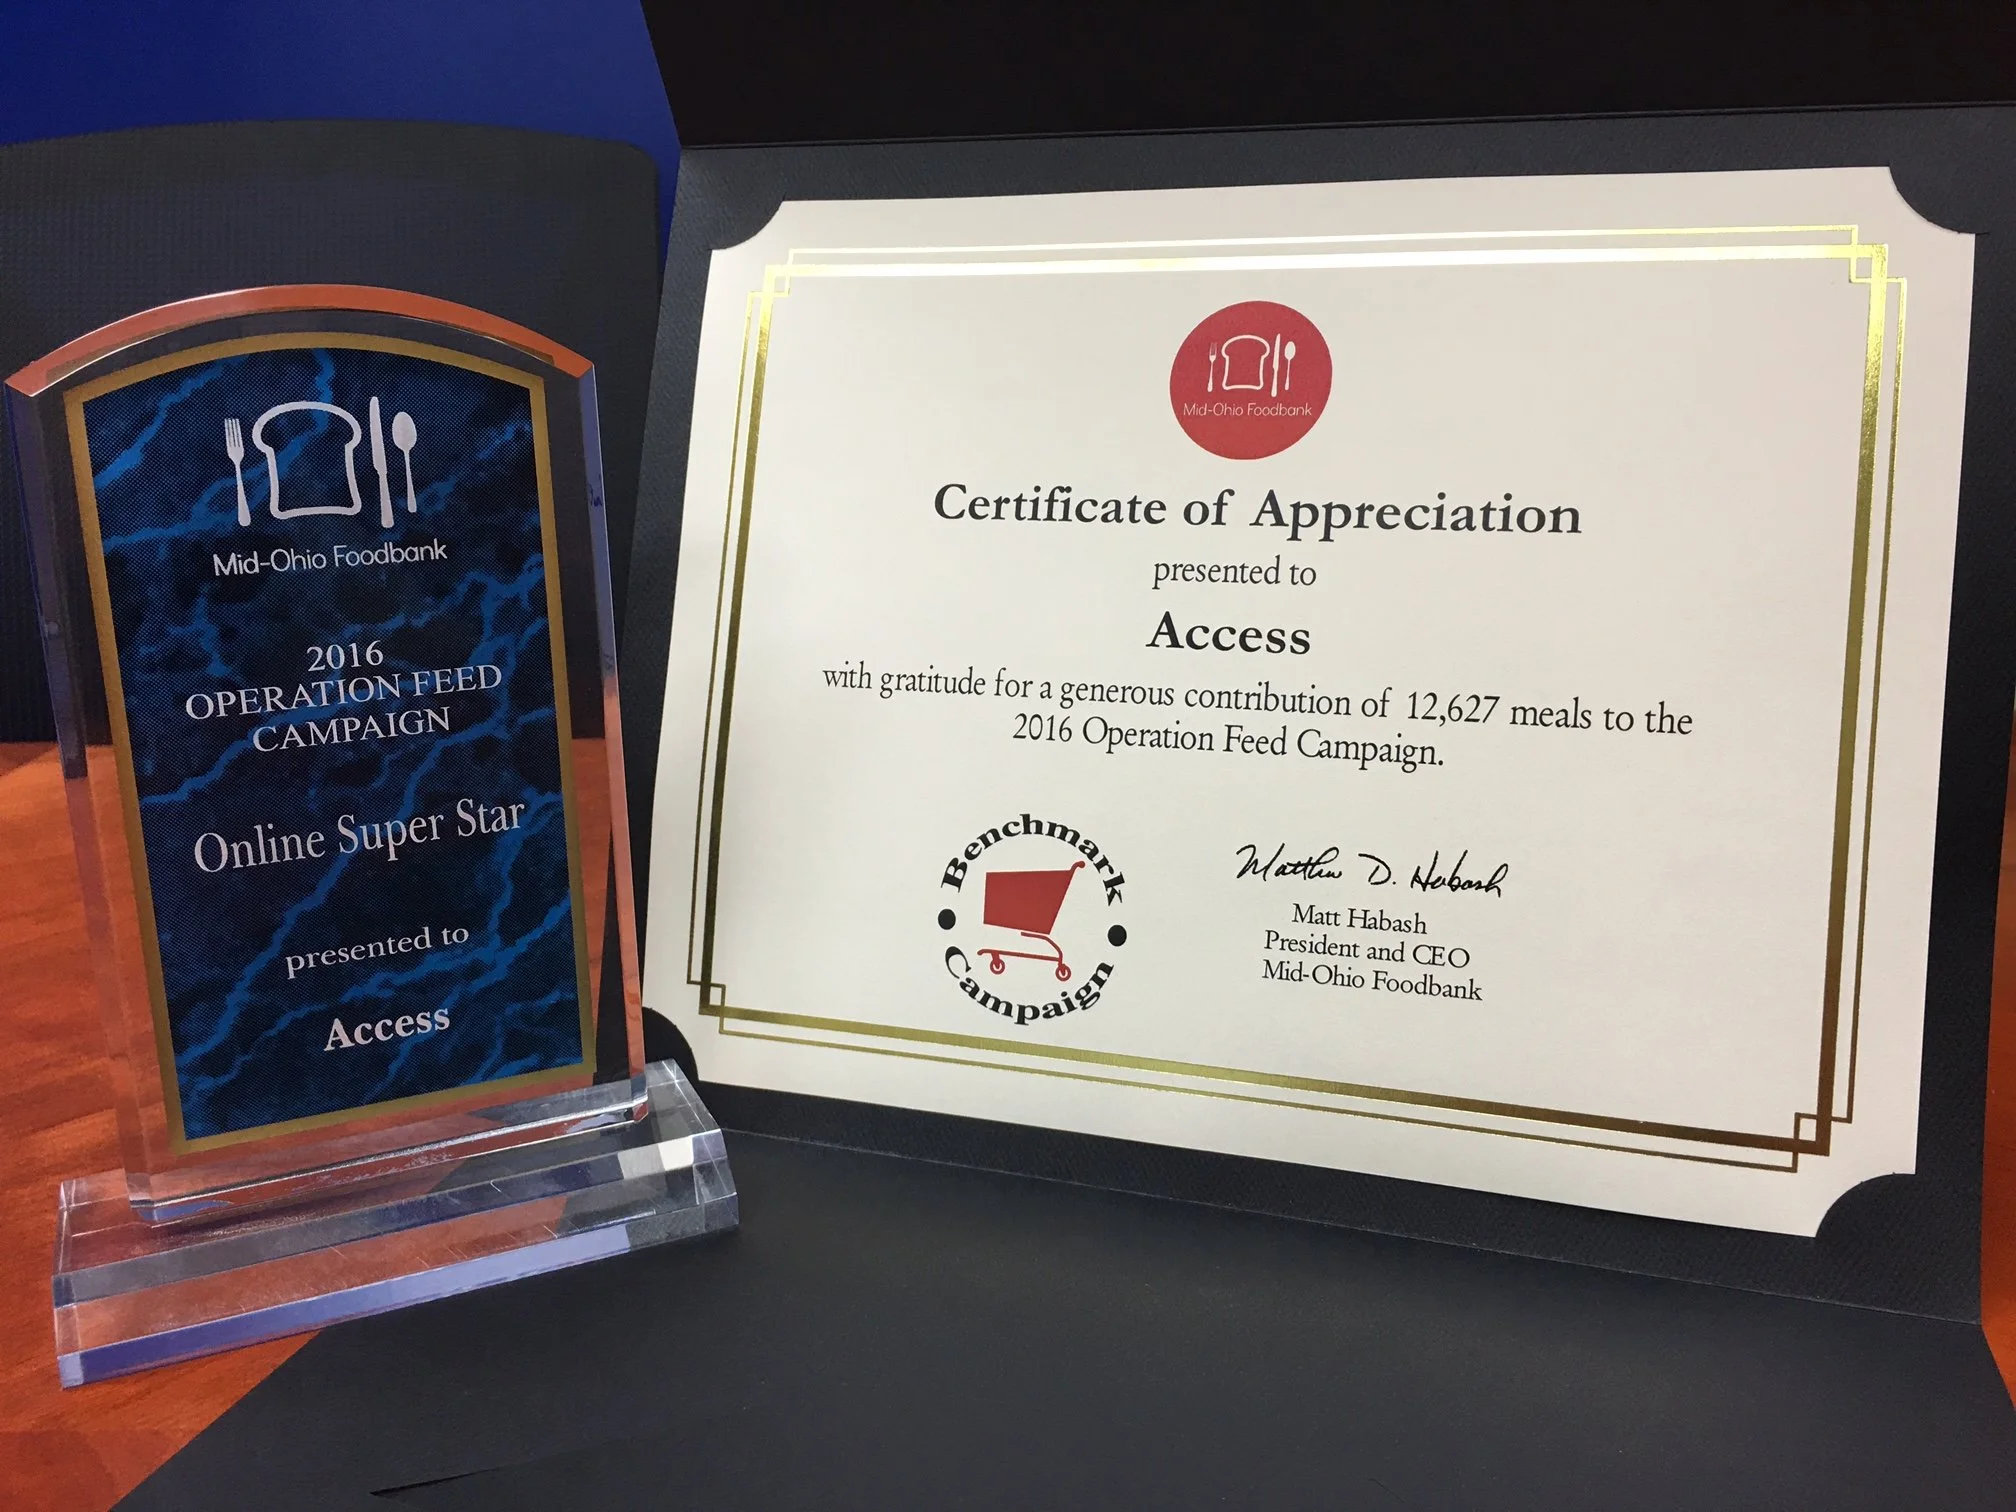 Mid-Ohio Foodbank
2016
OPERATION FEED
CAMPAIGN
Online Super Star
presented to
Access
Mid-Ohio Foodbank
Certificate of Appreciation
presented to
Access
with gratitude for a generous contribution of 12,627 meals to the
2016 Operation Feed Campaign.
Benchmark
Campaign
Matthew D. Habash
Matt Habash
President and CEO
Mid-Ohio Foodbank